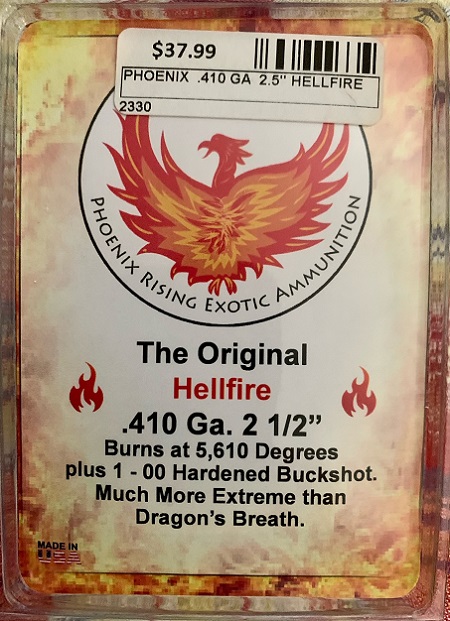 $37.99
PHOENIX .410 GA 2.5" HELLFIRE
2330
PHOENIX RISING EXOTIC AMMUNITION
The Original
Hellfire
.410 Ga. 2 1/2”
Burns at 5,610 Degrees
plus 1 - 00 Hardened Buckshot.
Much More Extreme than
Dragon's Breath.
MADE IN
USA